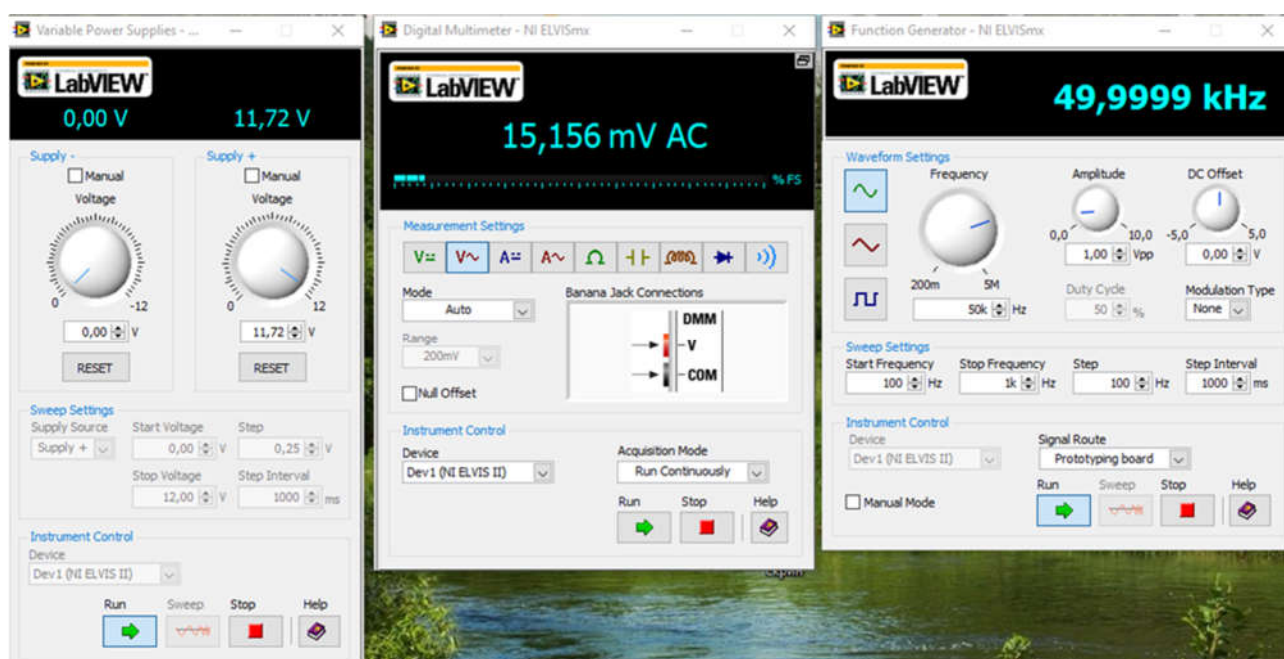 Variable Power Supplies - ...
POWERED BY
LabVIEW™
0,00 V 11,72 V
Supply - Supply +
Manual Manual
Voltage Voltage
0 -12 0 12
0,00 V 11,72 V
RESET RESET
Sweep Settings
Supply Source Start Voltage Step
Supply + 0,00 V 0,25 V
Stop Voltage Step Interval
12,00 V 1000 ms
Instrument Control
Device
Dev1 (NI ELVIS II)
Run Sweep Stop Help
Digital Multimeter - NI ELVISmx
LabVIEW™
15,156 mV AC
% FS
Measurement Settings
V= V~ A= A~ Ω
Mode Banana Jack Connections
Auto
DMM
V
COM
Range
200mV
Null Offset
Instrument Control
Device Acquisition Mode
Dev1 (NI ELVIS II) Run Continuously
Run Stop Help
Function Generator - NI ELVISmx
LabVIEW™
49,9999 kHz
Waveform Settings
Frequency Amplitude DC Offset
0,0 10,0 -5,0 5,0
1,00 Vpp 0,00 V
200m 5M
Duty Cycle Modulation Type
50k Hz 50 % None
Sweep Settings
Start Frequency Stop Frequency Step Step Interval
100 Hz 1k Hz 100 Hz 1000 ms
Instrument Control
Device Signal Route
Dev1 (NI ELVIS II) Prototyping board
Run Sweep Stop Help
Manual Mode